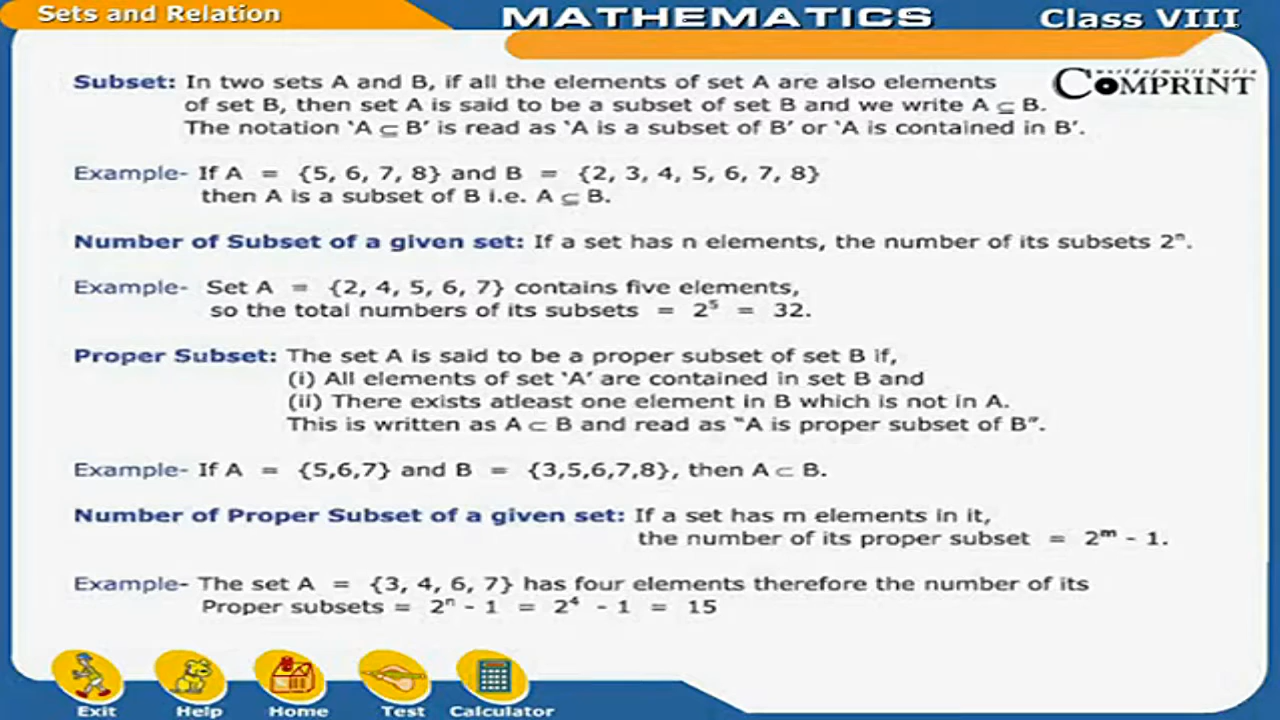 Sets and Relation
MATHEMATICS
Class VIII
world of multi Media
COMPRINT
Subset: In two sets A and B, if all the elements of set A are also elements
of set B, then set A is said to be a subset of set B and we write A ⊆ B.
The notation ‘A ⊆ B’ is read as ‘A is a subset of B’ or ‘A is contained in B’.
Example- If A = {5, 6, 7, 8} and B = {2, 3, 4, 5, 6, 7, 8}
then A is a subset of B i.e. A ⊆ B.
Number of Subset of a given set: If a set has n elements, the number of its subsets 2ⁿ.
Example- Set A = {2, 4, 5, 6, 7} contains five elements,
so the total numbers of its subsets = 2⁵ = 32.
Proper Subset: The set A is said to be a proper subset of set B if,
(i) All elements of set ‘A’ are contained in set B and
(ii) There exists atleast one element in B which is not in A.
This is written as A ⊂ B and read as “A is proper subset of B”.
Example- If A = {5,6,7} and B = {3,5,6,7,8}, then A ⊂ B.
Number of Proper Subset of a given set: If a set has m elements in it,
the number of its proper subset = 2ᵐ - 1.
Example- The set A = {3, 4, 6, 7} has four elements therefore the number of its
Proper subsets = 2ⁿ - 1 = 2⁴ - 1 = 15
Exit
Help
Home
Test
Calculator